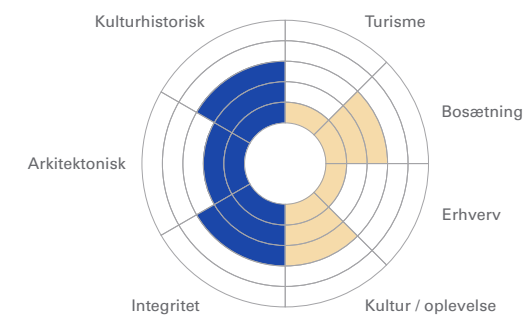 Kulturhistorisk
Turisme
Bosætning
Arkitektonisk
Erhverv
Integritet
Kultur / oplevelse